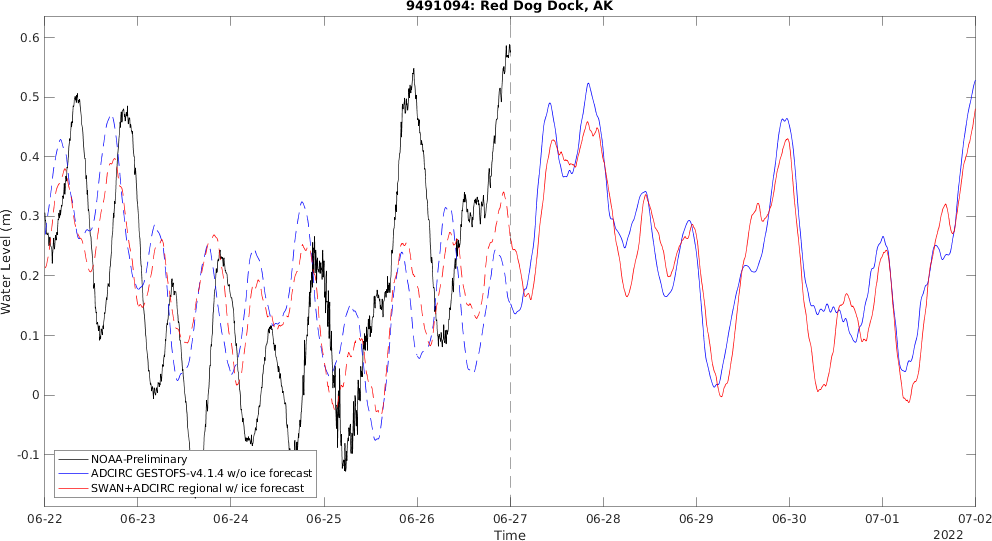 9491094: Red Dog Dock, AK
Water Level (m)
0.6
0.5
0.4
0.3
0.2
0.1
0
-0.1
NOAA-Preliminary
ADCIRC GESTOFS-v4.1.4 w/o ice forecast
SWAN+ADCIRC regional w/ ice forecast
06-22 06-23 06-24 06-25 06-26 06-27 06-28 06-29 06-30 07-01 07-02
Time
2022